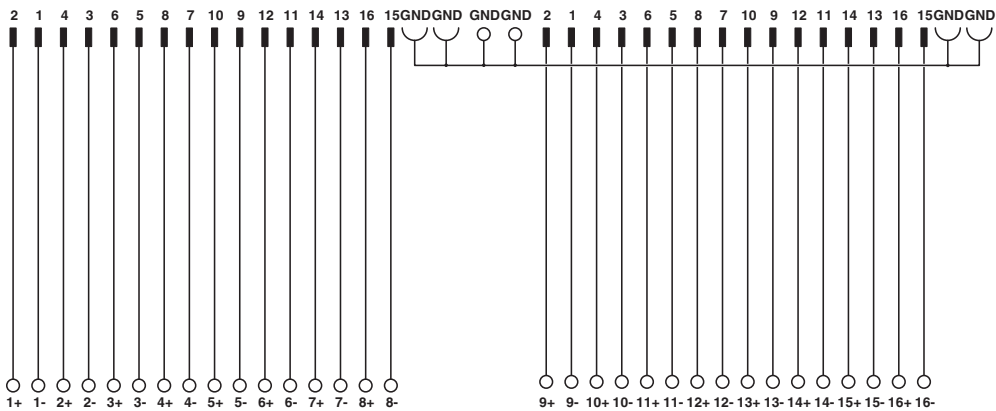 2 1 4 3 6 5 8 7 10 9 12 11 14 13 16 15 GND GND GND GND 2 1 4 3 6 5 8 7 10 9 12 11 14 13 16 15 GND GND
1+ 1- 2+ 2- 3+ 3- 4+ 4- 5+ 5- 6+ 6- 7+ 7- 8+ 8- 9+ 9- 10+ 10- 11+ 11- 12+ 12- 13+ 13- 14+ 14- 15+ 15- 16+ 16-